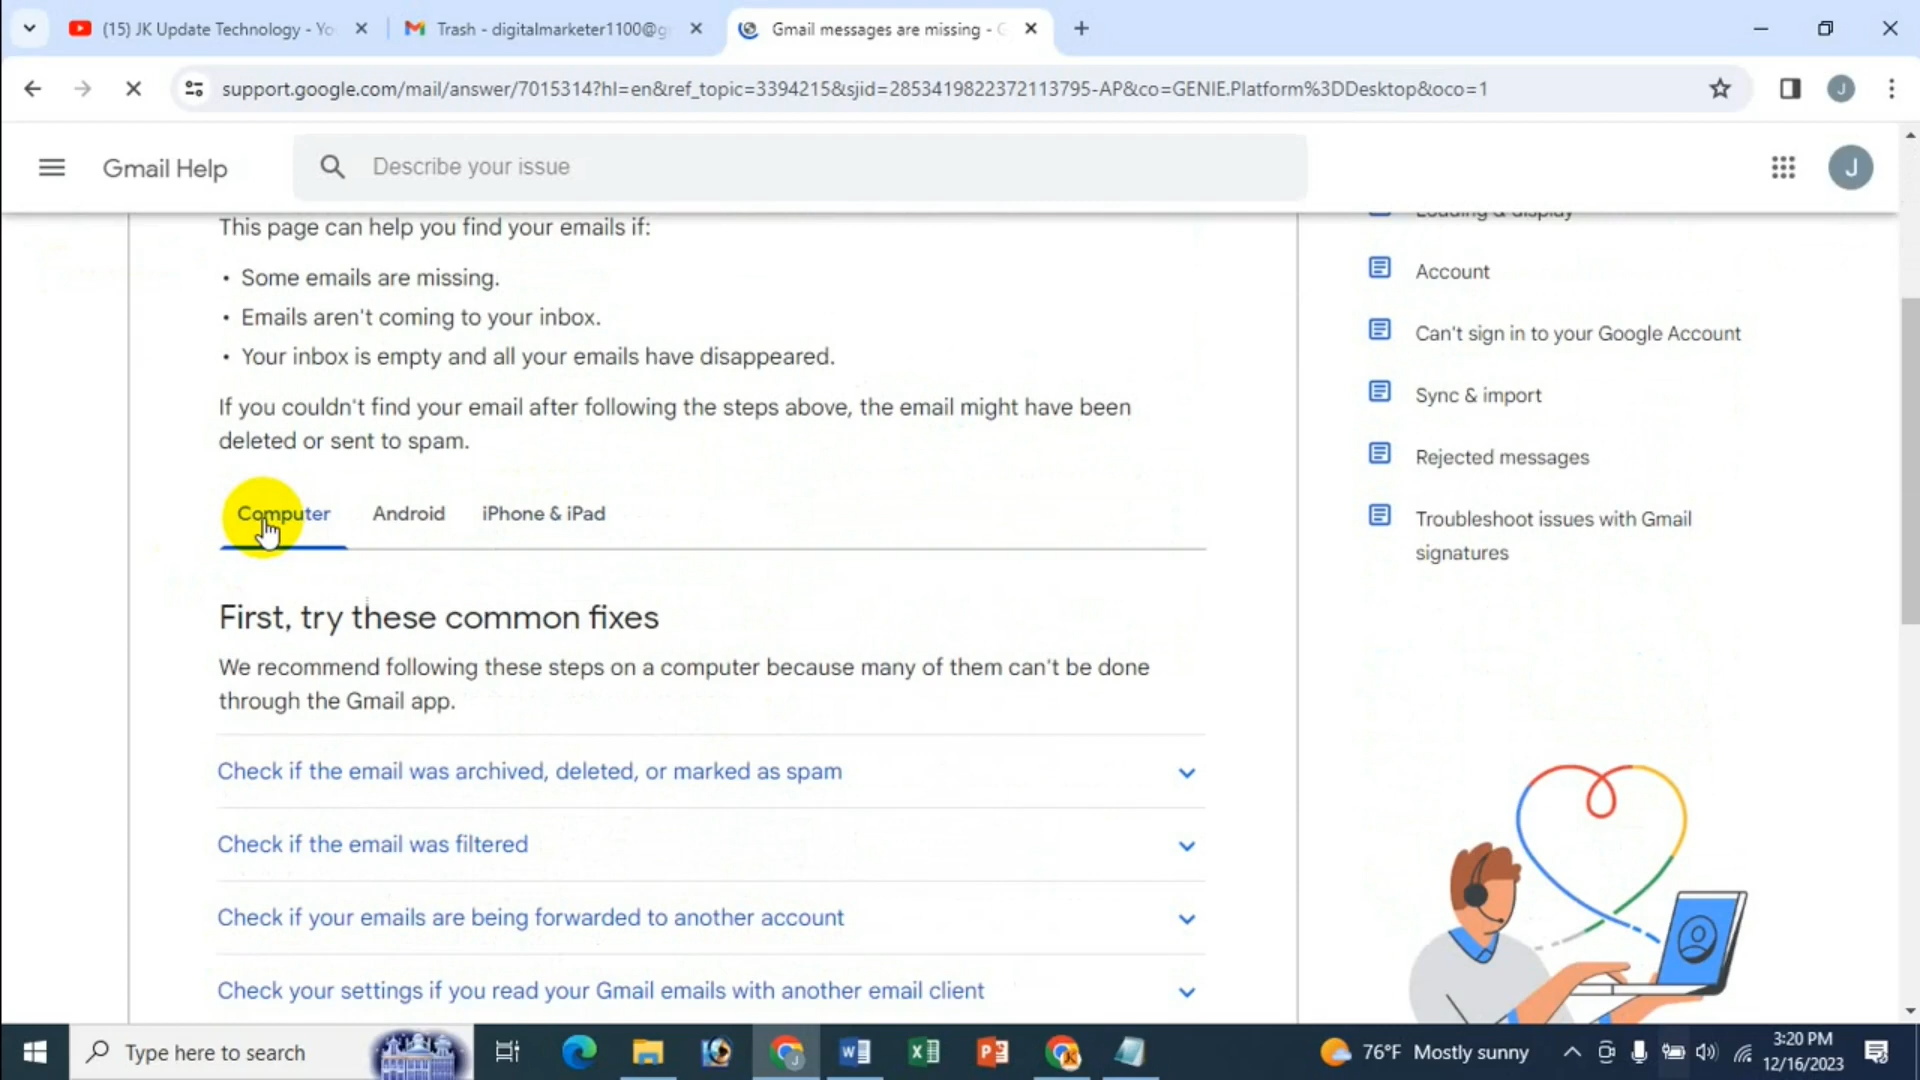 (15) JK Update Technology - Yo
Trash - digitalmarketer1100@g
Gmail messages are missing - G
support.google.com/mail/answer/7015314?hl=en&ref_topic=3394215&sjid=2853419822372113795-AP&co=GENIE.Platform%3DDesktop&oco=1
J
Gmail Help
Describe your issue
J
This page can help you find your emails if:
• Some emails are missing.
• Emails aren't coming to your inbox.
• Your inbox is empty and all your emails have disappeared.
If you couldn't find your email after following the steps above, the email might have been
deleted or sent to spam.
Computer
Android
iPhone & iPad
First, try these common fixes
We recommend following these steps on a computer because many of them can't be done
through the Gmail app.
Check if the email was archived, deleted, or marked as spam
Check if the email was filtered
Check if your emails are being forwarded to another account
Check your settings if you read your Gmail emails with another email client
Loading & display
Account
Can't sign in to your Google Account
Sync & import
Rejected messages
Troubleshoot issues with Gmail
signatures
Type here to search
76°F Mostly sunny
3:20 PM
12/16/2023